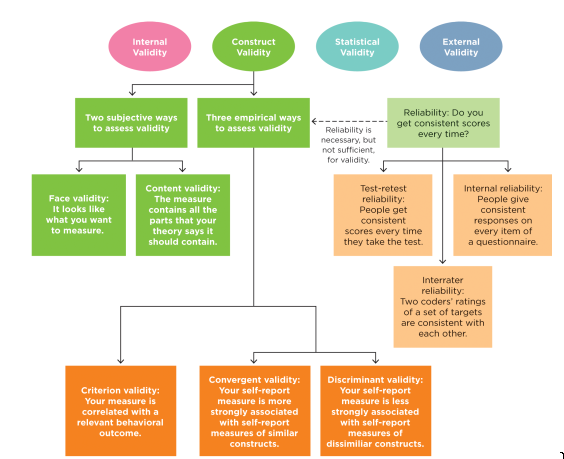 Internal
Validity
Construct
Validity
Statistical
Validity
External
Validity
Two subjective ways
to assess validity
Three empirical ways
to assess validity
Reliability is
necessary, but
not sufficient,
for validity.
Reliability: Do you
get consistent scores
every time?
Face validity:
It looks like
what you want
to measure.
Content validity:
The measure
contains all the
parts that your
theory says it
should contain.
Test-retest
reliability:
People get
consistent
scores every time
they take the test.
Internal reliability:
People give
consistent
responses on
every item of
a questionnaire.
Interrater
reliability:
Two coders’ ratings
of a set of targets
are consistent with
each other.
Criterion validity:
Your measure is
correlated with a
relevant behavioral
outcome.
Convergent validity:
Your self-report
measure is more
strongly associated
with self-report
measures of similar
constructs.
Discriminant validity:
Your self-report
measure is less
strongly associated
with self-report
measures of
dissimiliar constructs.